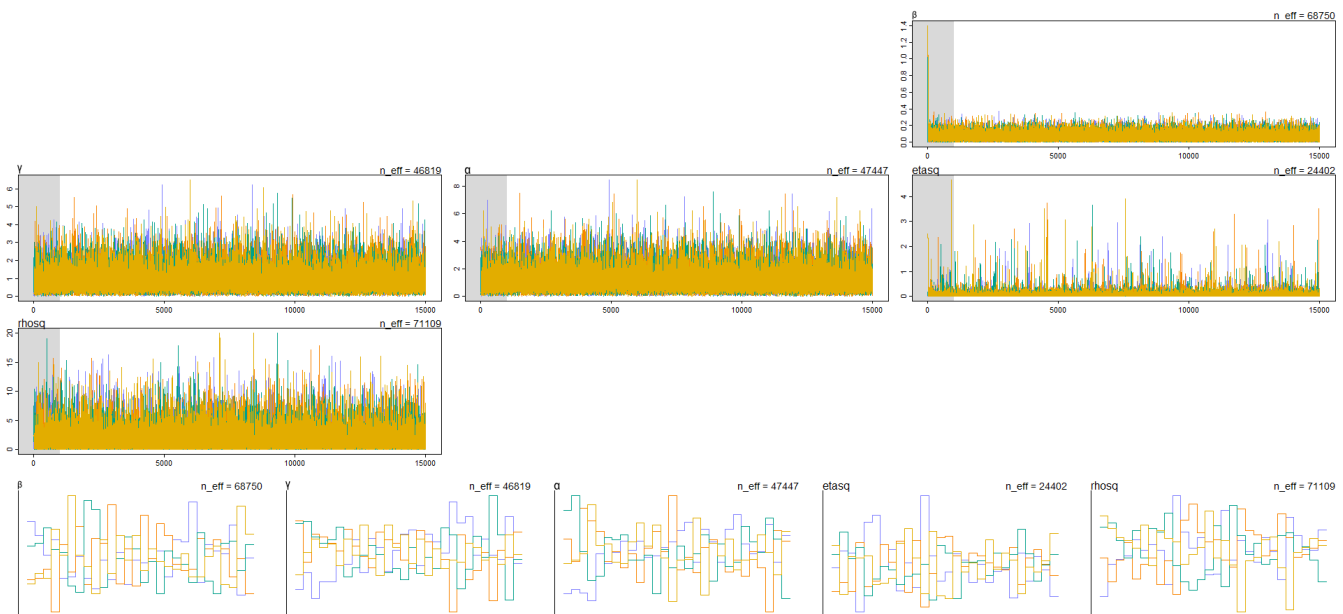 β n_eff = 68750
1.4
1.2
1.0
0.8
0.6
0.4
0.2
0.0
0 5000 10000 15000
γ n_eff = 46819
6
5
4
3
2
1
0
0 5000 10000 15000
α n_eff = 47447
8
6
4
2
0
0 5000 10000 15000
etasq n_eff = 24402
4
3
2
1
0
0 5000 10000 15000
rhosq n_eff = 71109
20
15
10
5
0
0 5000 10000 15000
β n_eff = 68750
γ n_eff = 46819
α n_eff = 47447
etasq n_eff = 24402
rhosq n_eff = 71109